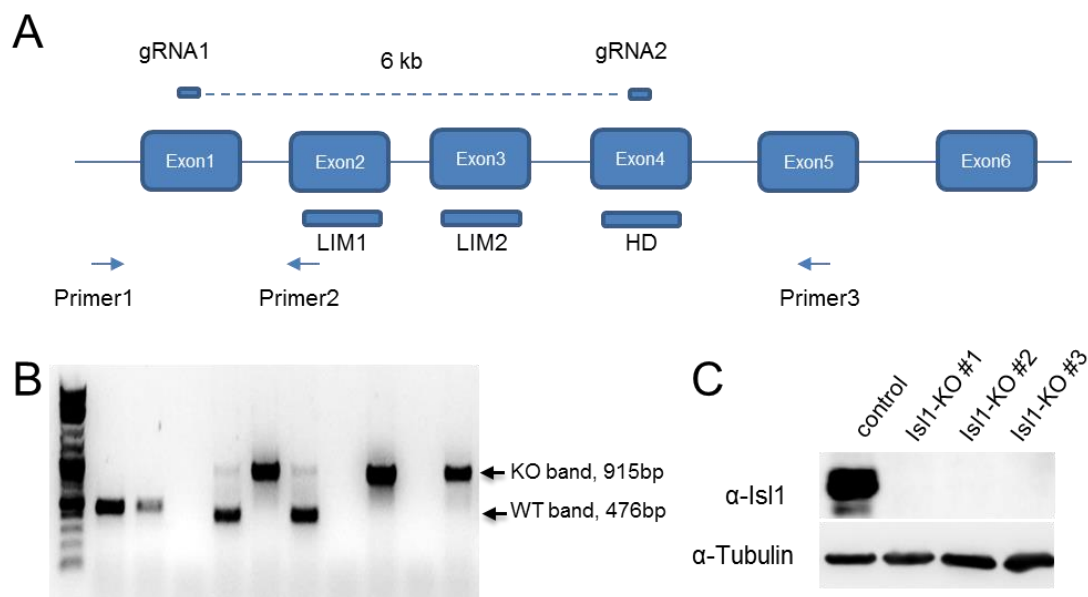 A
gRNA1
6 kb
gRNA2
Exon1
Exon2
Exon3
Exon4
Exon5
Exon6
LIM1
LIM2
HD
Primer1
Primer2
Primer3
B
KO band, 915bp
WT band, 476bp
C
control
Isl1-KO #1
Isl1-KO #2
Isl1-KO #3
α-Isl1
α-Tubulin